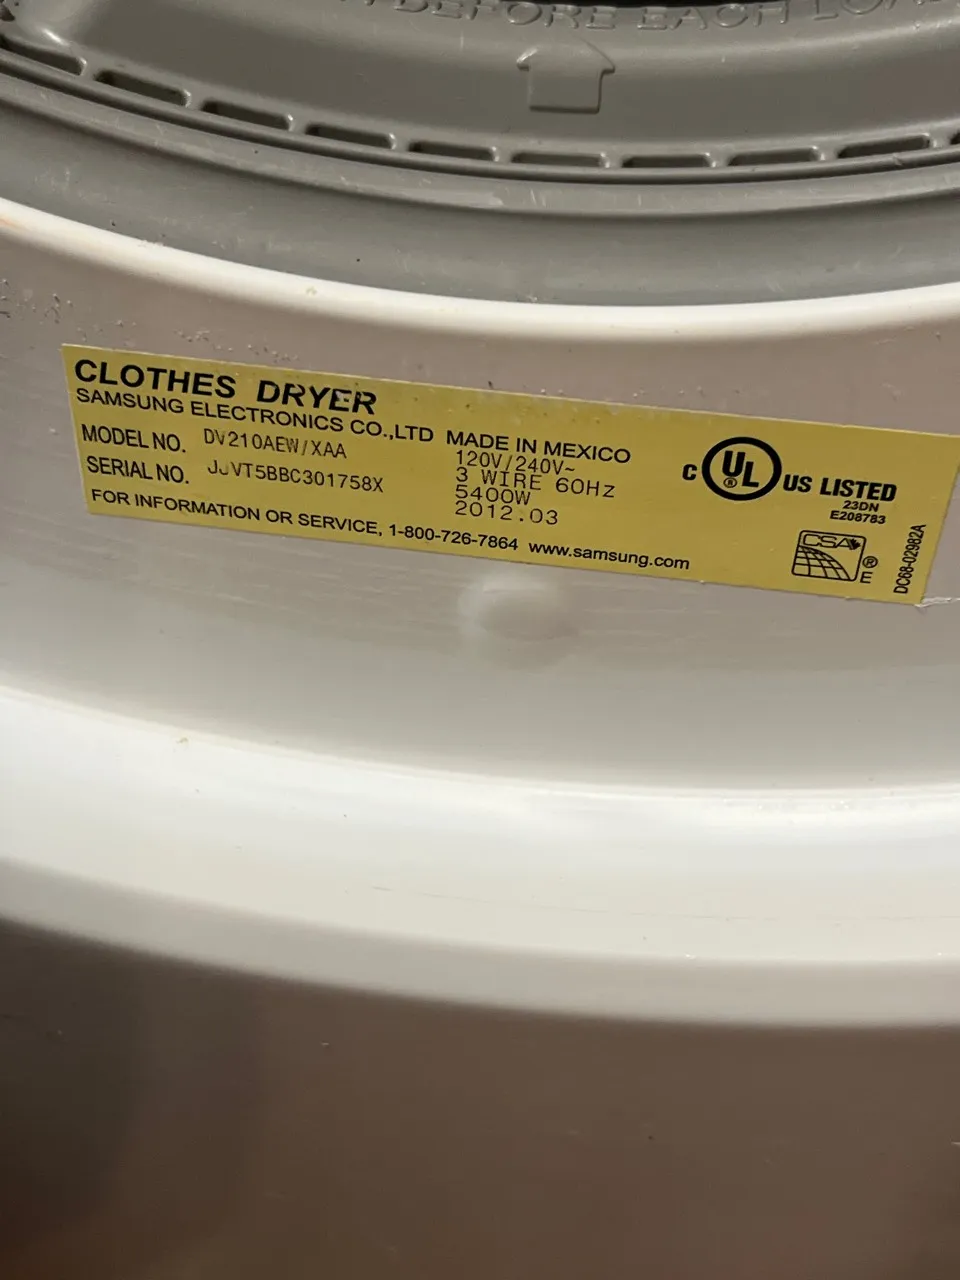 BEFORE EACH
CLOTHES DRYER
SAMSUNG ELECTRONICS CO.,LTD
MODEL NO. DV210AEW/XAA
SERIAL NO. JJVT5BBC301758X
FOR INFORMATION OR SERVICE, 1-800-726-7864 www.samsung.com
MADE IN MEXICO
120V/240V~
3 WIRE 60Hz
5400W
2012.03
C UL ® US LISTED
23DN
E208783
CSA ®
E
DC68-02982A